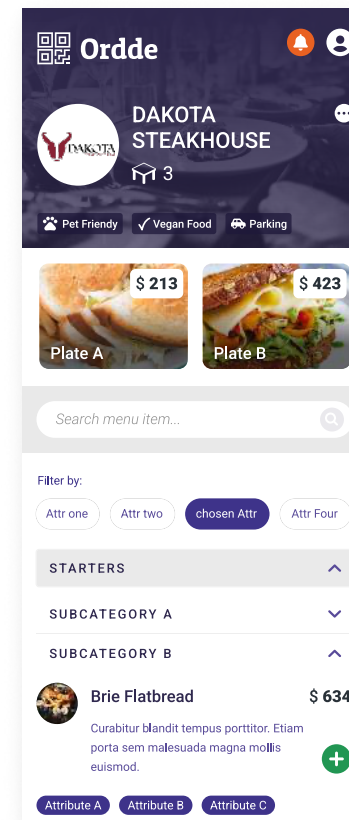 Ordde
DAKOTA
DAKOTA
STEAKHOUSE
3
Pet Friendy
Vegan Food
Parking
$ 213
$ 423
Plate A
Plate B
Search menu item...
Filter by:
Attr one
Attr two
chosen Attr
Attr Four
STARTERS
SUBCATEGORY A
SUBCATEGORY B
Brie Flatbread
$ 634
Curabitur blandit tempus porttitor. Etiam
porta sem malesuada magna mollis
euismod.
Attribute A
Attribute B
Attribute C